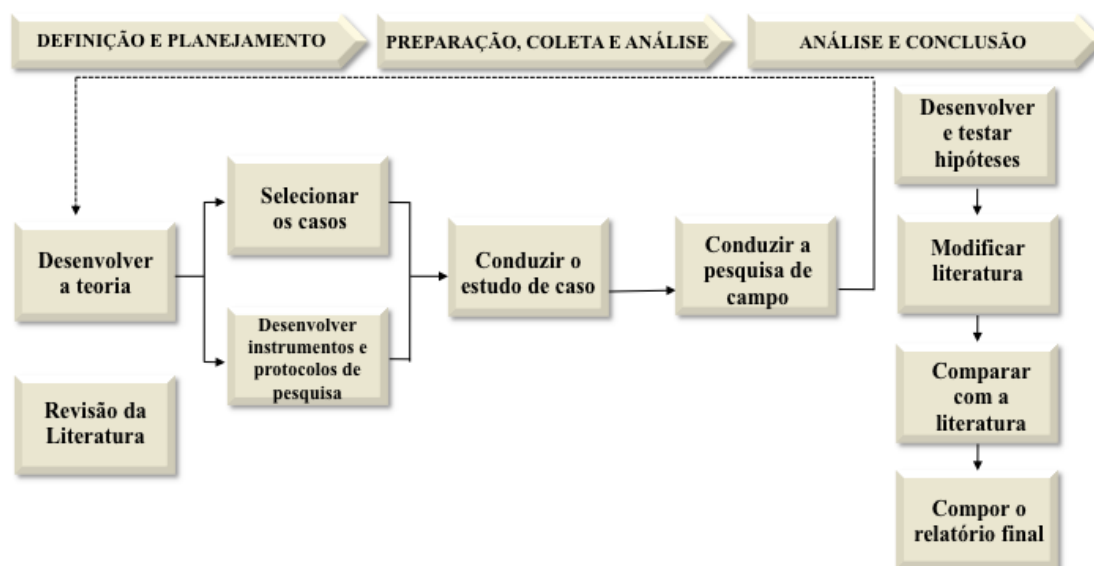 DEFINIÇÃO E PLANEJAMENTO
PREPARAÇÃO, COLETA E ANÁLISE
ANÁLISE E CONCLUSÃO
Desenvolver
a teoria
Revisão da
Literatura
Selecionar
os casos
Desenvolver
instrumentos e
protocolos de
pesquisa
Conduzir o
estudo de caso
Conduzir a
pesquisa de
campo
Desenvolver
e testar
hipóteses
Modificar
literatura
Comparar
com a
literatura
Compor o
relatório final